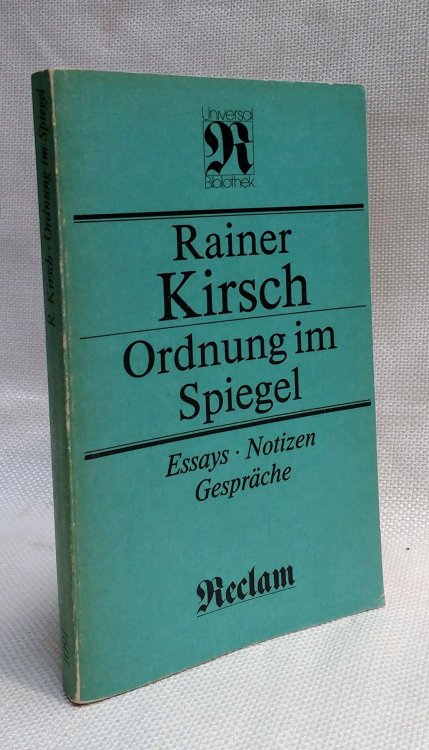 Universal
R
Bibliothek
Rainer
Kirsch
Ordnung im
Spiegel
Essays · Notizen
Gespräche
Reclam
R. Kirsch · Ordnung im Spiegel